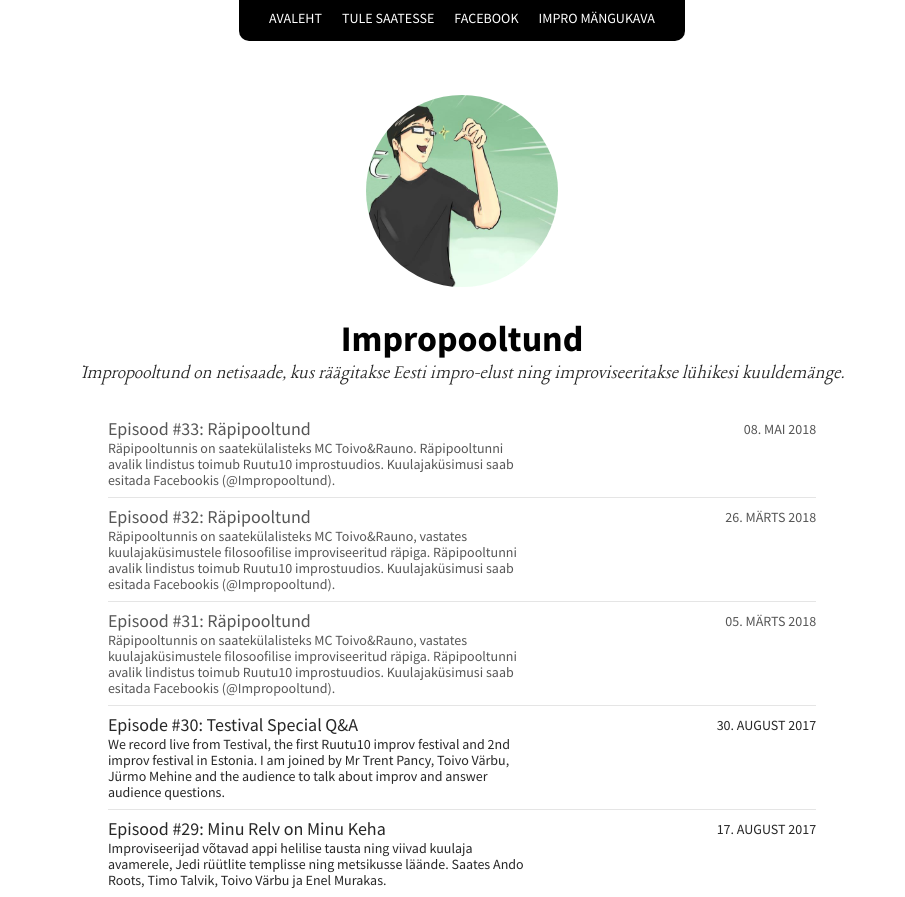 AVALEHT TULE SAATESSE FACEBOOK IMPRO MÄNGUKAVA
Impropooltund
Impropooltund on netisaade, kus räägitakse Eesti impro-elust ning improviseeritakse lühikesi kuuldemänge.
Episood #33: Räpipooltund 08. MAI 2018
Räpipooltunnis on saatekülalisteks MC Toivo&Rauno. Räpipooltunni
avalik lindistus toimub Ruutu10 improstuudios. Kuulajaküsimusi saab
esitada Facebookis (@Impropooltund).
Episood #32: Räpipooltund 26. MÄRTS 2018
Räpipooltunnis on saatekülalisteks MC Toivo&Rauno, vastates
kuulajaküsimustele filosoofilise improviseeritud räpiga. Räpipooltunni
avalik lindistus toimub Ruutu10 improstuudios. Kuulajaküsimusi saab
esitada Facebookis (@Impropooltund).
Episood #31: Räpipooltund 05. MÄRTS 2018
Räpipooltunnis on saatekülalisteks MC Toivo&Rauno, vastates
kuulajaküsimustele filosoofilise improviseeritud räpiga. Räpipooltunni
avalik lindistus toimub Ruutu10 improstuudios. Kuulajaküsimusi saab
esitada Facebookis (@Impropooltund).
Episode #30: Testival Special Q&A 30. AUGUST 2017
We record live from Testival, the first Ruutu10 improv festival and 2nd
improv festival in Estonia. I am joined by Mr Trent Pancy, Toivo Värbu,
Jürmo Mehine and the audience to talk about improv and answer
audience questions.
Episood #29: Minu Relv on Minu Keha 17. AUGUST 2017
Improviseerijad võtavad appi helilise tausta ning viivad kuulaja
avamerele, Jedi rüütlite templisse ning metsikusse läände. Saates Ando
Roots, Timo Talvik, Toivo Värbu ja Enel Murakas.